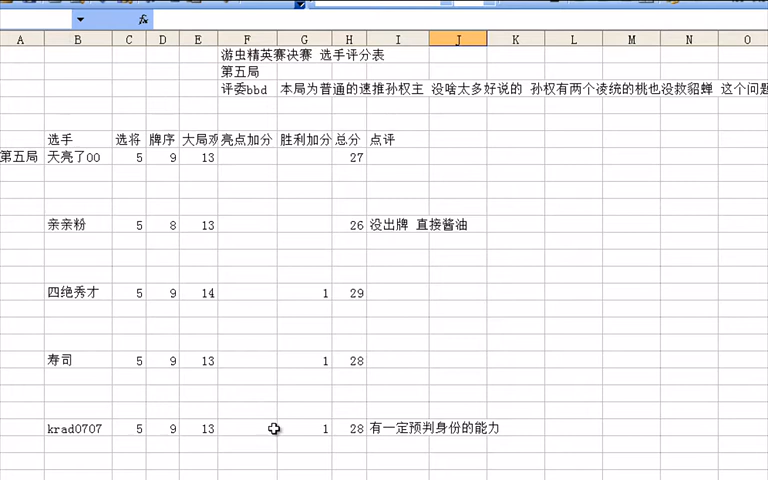 fx
A B C D E F G H I J K L M N O
游虫精英赛决赛 选手评分表
第五局
评委bbd 本局为普通的速推孙权主 没啥太多好说的 孙权有两个凌统的桃也没救貂蝉 这个问题
选手 选将 牌序 大局观 亮点加分 胜利加分 总分 点评
第五局 天亮了00 5 9 13 27
亲亲粉 5 8 13 26 没出牌 直接酱油
四绝秀才 5 9 14 1 29
寿司 5 9 13 1 28
krad0707 5 9 13 1 28 有一定预判身份的能力